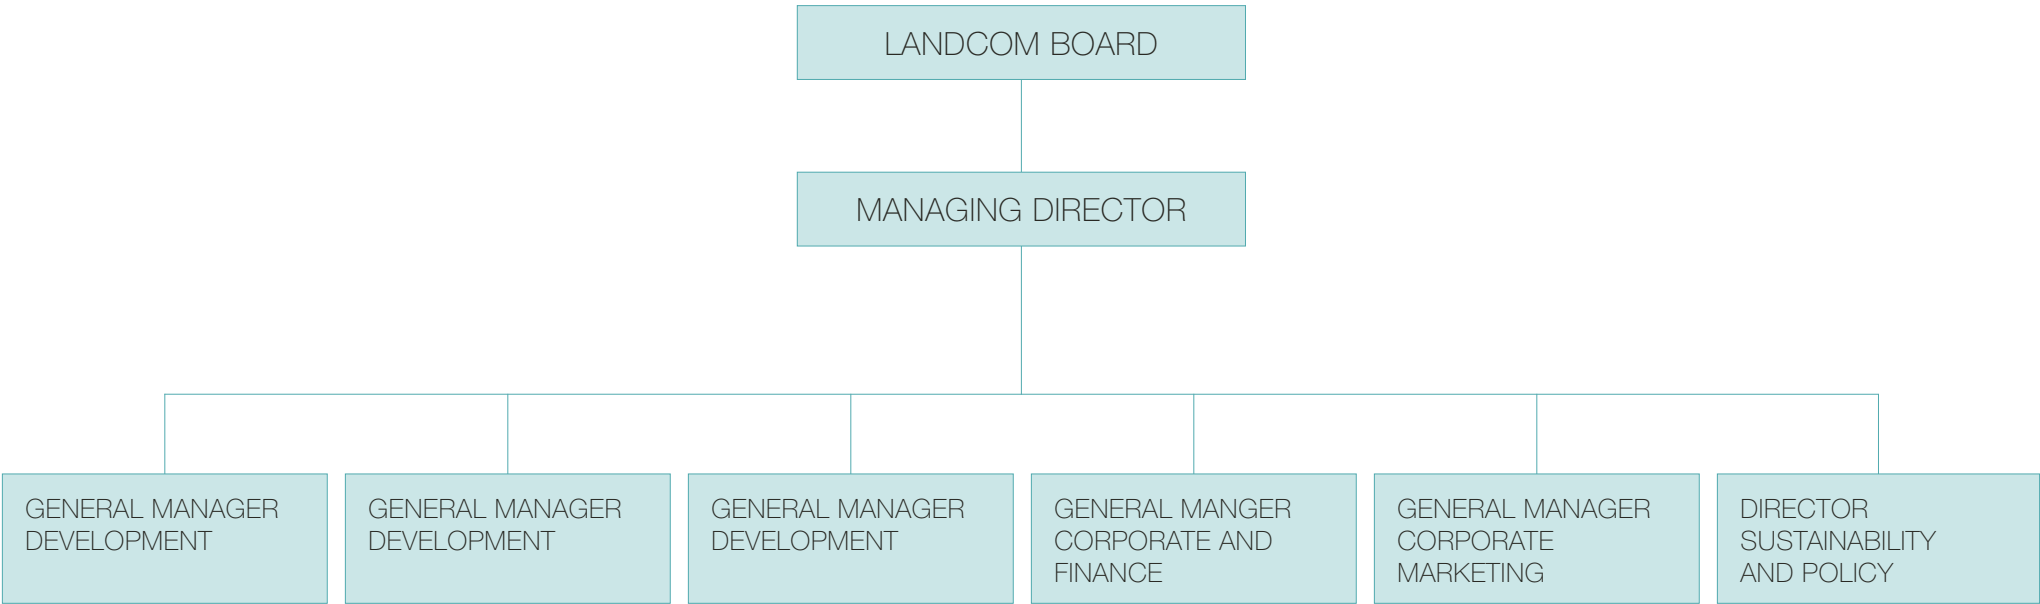 LANDCOM BOARD
MANAGING DIRECTOR
GENERAL MANAGER
DEVELOPMENT
GENERAL MANAGER
DEVELOPMENT
GENERAL MANAGER
DEVELOPMENT
GENERAL MANGER
CORPORATE AND
FINANCE
GENERAL MANAGER
CORPORATE
MARKETING
DIRECTOR
SUSTAINABILITY
AND POLICY